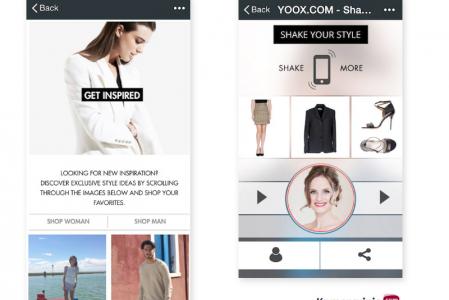 Back
GET INSPIRED
LOOKING FOR NEW INSPIRATION?
DISCOVER EXCLUSIVE STYLE IDEAS BY SCROLLING
THROUGH THE IMAGES BELOW AND SHOP YOUR
FAVORITES.
SHOP WOMAN
SHOP MAN
Back
YOOX.COM - Sha...
SHAKE YOUR STYLE
SHAKE
MORE